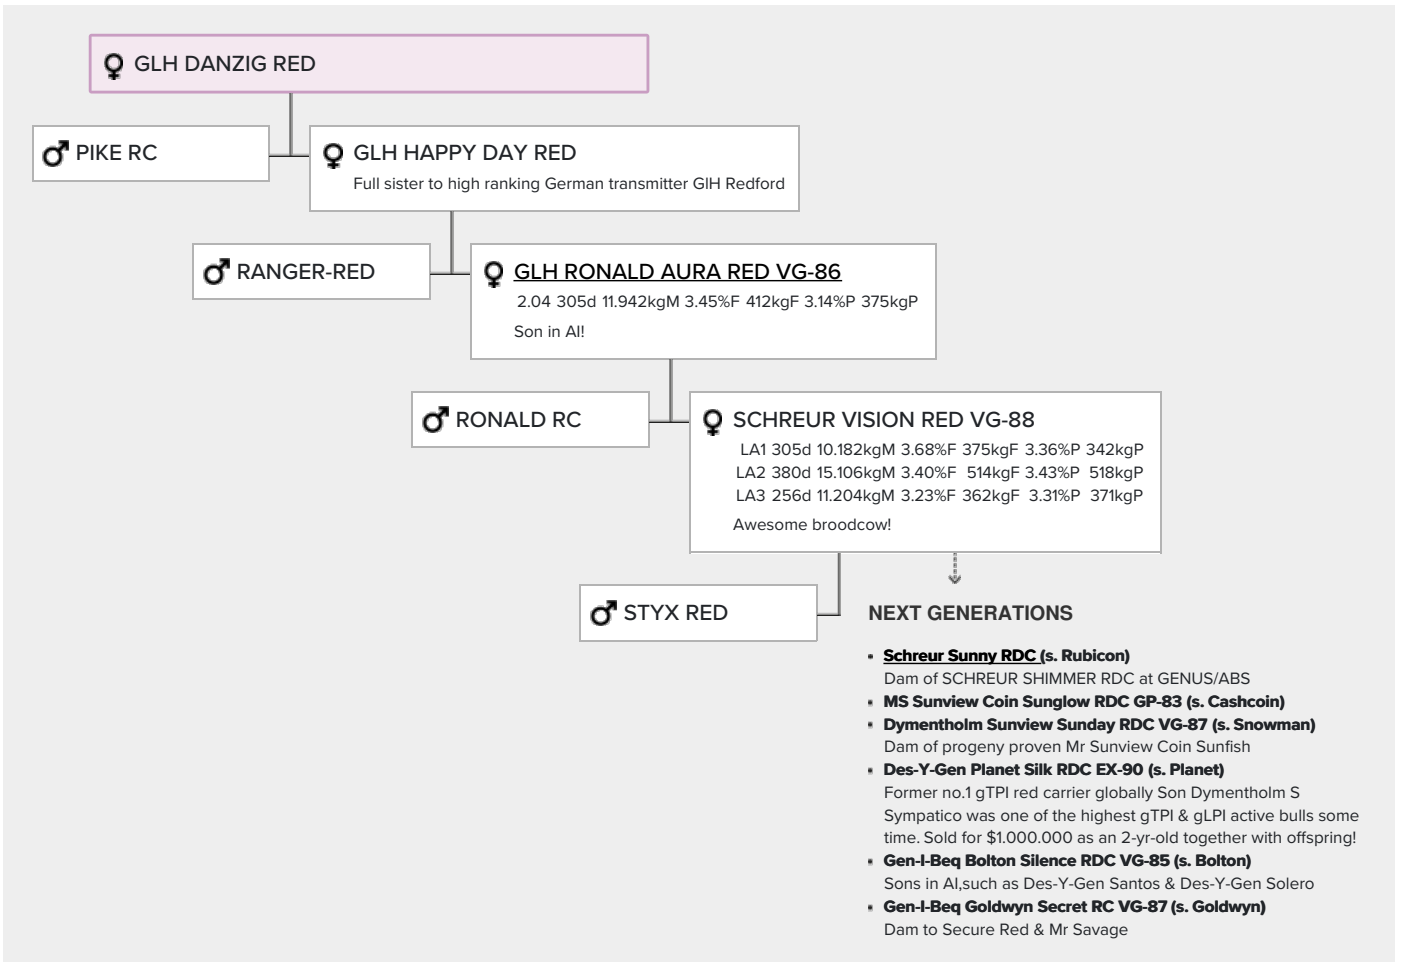 GLH DANZIG RED
PIKE RC
GLH HAPPY DAY RED
Full sister to high ranking German transmitter GlH Redford
RANGER-RED
GLH RONALD AURA RED VG-86
2.04 305d 11.942kgM 3.45%F 412kgF 3.14%P 375kgP
Son in AI!
RONALD RC
SCHREUR VISION RED VG-88
LA1 305d 10.182kgM 3.68%F 375kgF 3.36%P 342kgP
LA2 380d 15.106kgM 3.40%F 514kgF 3.43%P 518kgP
LA3 256d 11.204kgM 3.23%F 362kgF 3.31%P 371kgP
Awesome broodcow!
STYX RED
NEXT GENERATIONS
Schreur Sunny RDC (s. Rubicon)
Dam of SCHREUR SHIMMER RDC at GENUS/ABS
MS Sunview Coin Sunglow RDC GP-83 (s. Cashcoin)
Dymentholm Sunview Sunday RDC VG-87 (s. Snowman)
Dam of progeny proven Mr Sunview Coin Sunfish
Des-Y-Gen Planet Silk RDC EX-90 (s. Planet)
Former no.1 gTPI red carrier globally Son Dymentholm S
Sympatico was one of the highest gTPI & gLPI active bulls some
time. Sold for $1.000.000 as an 2-yr-old together with offspring!
Gen-I-Beq Bolton Silence RDC VG-85 (s. Bolton)
Sons in AI,such as Des-Y-Gen Santos & Des-Y-Gen Solero
Gen-I-Beq Goldwyn Secret RC VG-87 (s. Goldwyn)
Dam to Secure Red & Mr Savage